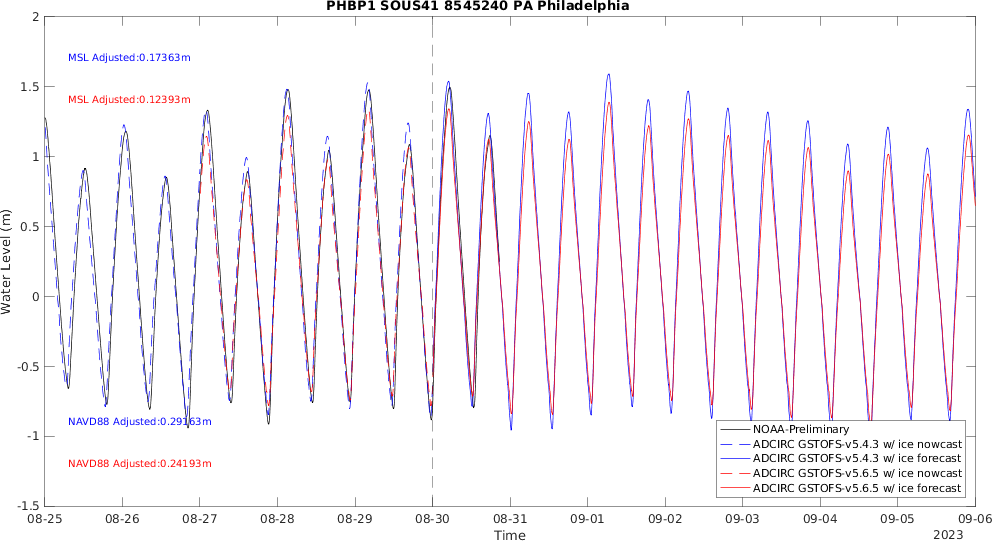 PHBP1 SOUS41 8545240 PA Philadelphia
2
1.5
1
0.5
0
-0.5
-1
-1.5
Water Level (m)
MSL Adjusted:0.17363m
MSL Adjusted:0.12393m
NAVD88 Adjusted:0.29163m
NAVD88 Adjusted:0.24193m
NOAA-Preliminary
ADCIRC GSTOFS-v5.4.3 w/ ice nowcast
ADCIRC GSTOFS-v5.4.3 w/ ice forecast
ADCIRC GSTOFS-v5.6.5 w/ ice nowcast
ADCIRC GSTOFS-v5.6.5 w/ ice forecast
08-25 08-26 08-27 08-28 08-29 08-30 08-31 09-01 09-02 09-03 09-04 09-05 09-06
Time
2023